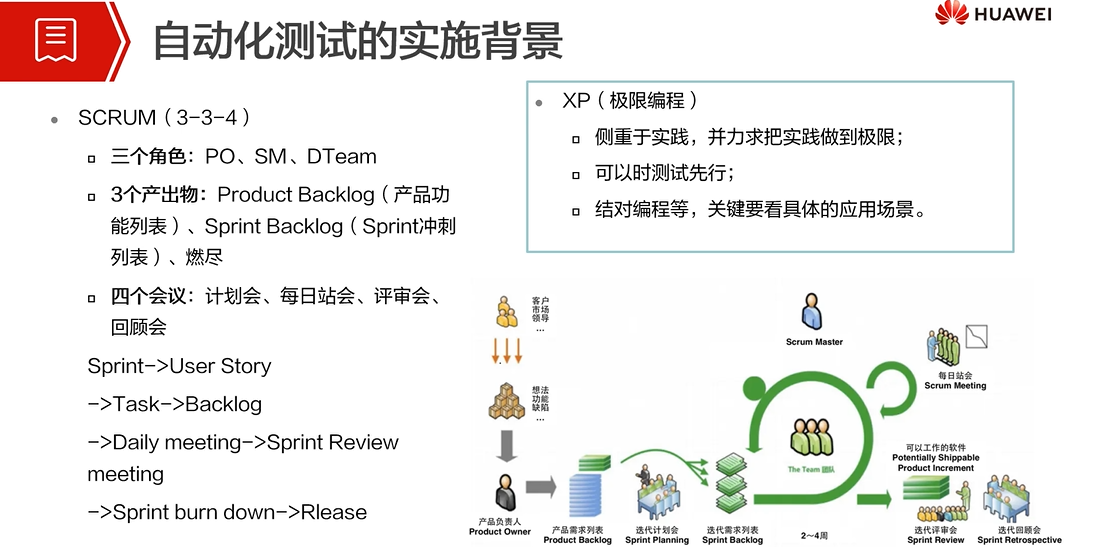 自动化测试的实施背景
HUAWEI
SCRUM（3-3-4）
三个角色：PO、SM、DTeam
3个产出物：Product Backlog（产品功
能列表）、Sprint Backlog（Sprint冲刺
列表）、燃尽
四个会议：计划会、每日站会、评审会、
回顾会
Sprint->User Story
->Task->Backlog
->Daily meeting->Sprint Review
meeting
->Sprint burn down->Rlease
XP（极限编程）
侧重于实践，并力求把实践做到极限；
可以时测试先行；
结对编程等，关键要看具体的应用场景。
客户
市场
领导
...
想法
功能
缺陷
...
产品负责人
Product Owner
产品需求列表
Product Backlog
迭代计划会
Sprint Planning
迭代需求列表
Sprint Backlog
Scrum Master
The Team 团队
2～4周
每日站会
Scrum Meeting
可以工作的软件
Potentially Shippable
Product Increment
迭代评审会
Sprint Review
迭代回顾会
Sprint Retrospective